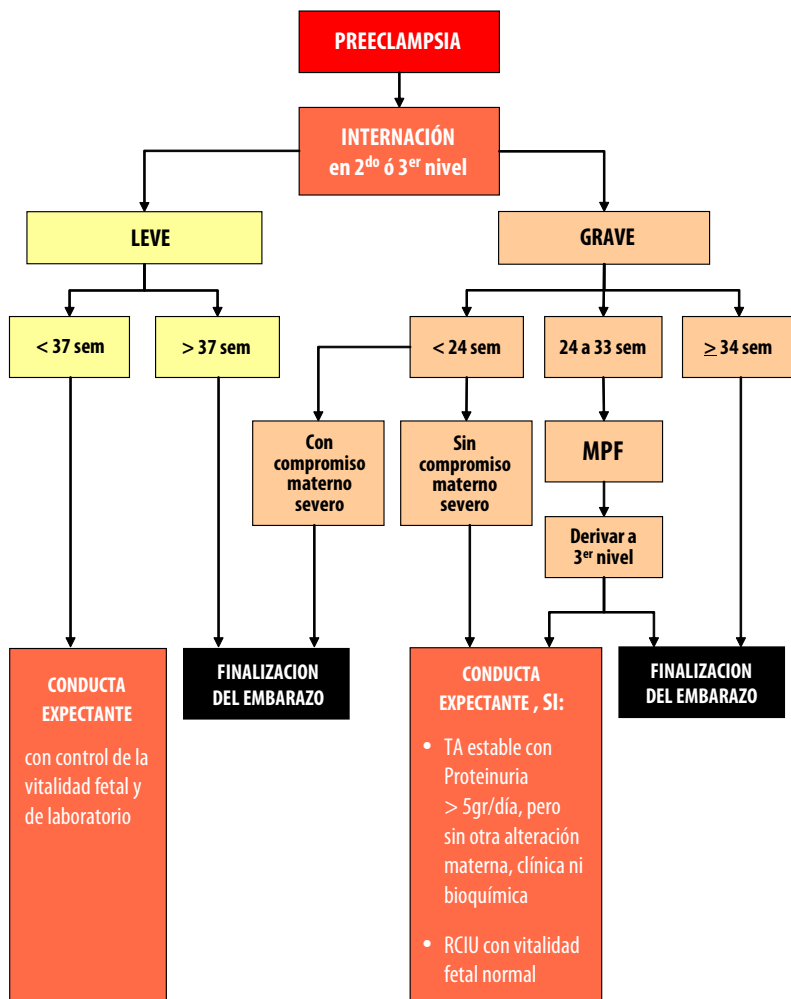 PREECLAMPSIA
INTERNACIÓN
en 2do ó 3er nivel
LEVE
GRAVE
< 37 sem
> 37 sem
< 24 sem
24 a 33 sem
≥ 34 sem
Con
compromiso
materno
severo
Sin
compromiso
materno
severo
MPF
Derivar a
3er nivel
CONDUCTA
EXPECTANTE
con control de la
vitalidad fetal y
de laboratorio
FINALIZACION
DEL EMBARAZO
CONDUCTA
EXPECTANTE , SI:
• TA estable con
Proteinuria
> 5gr/día, pero
sin otra alteración
materna, clínica ni
bioquímica
• RCIU con vitalidad
fetal normal
FINALIZACION
DEL EMBARAZO